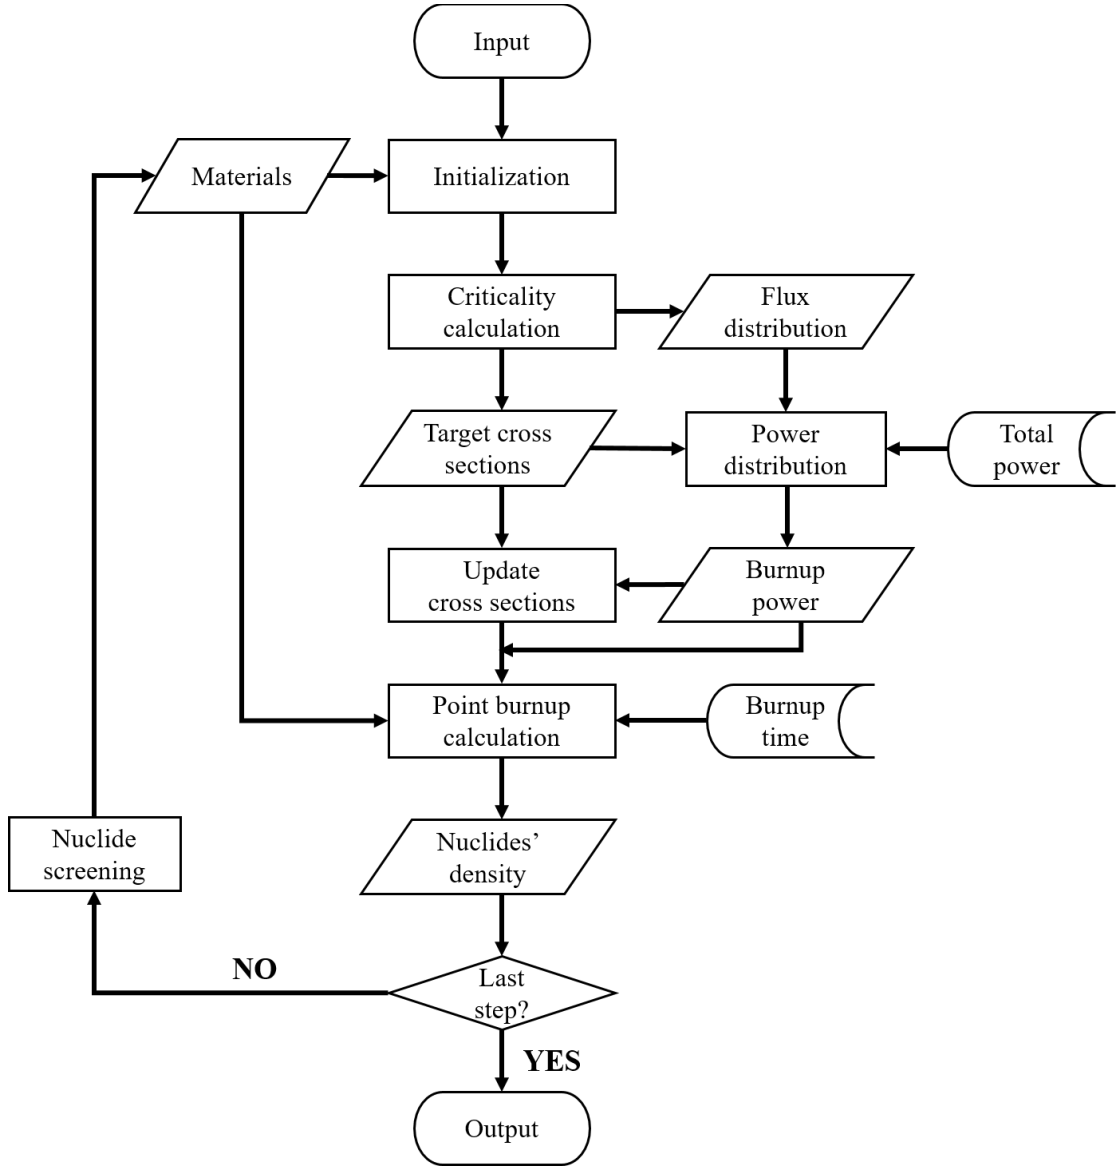 Input
Materials
Initialization
Criticality
calculation
Flux
distribution
Target cross
sections
Power
distribution
Total
power
Update
cross sections
Burnup
power
Point burnup
calculation
Burnup
time
Nuclide
screening
Nuclides’
density
NO
Last
step?
YES
Output